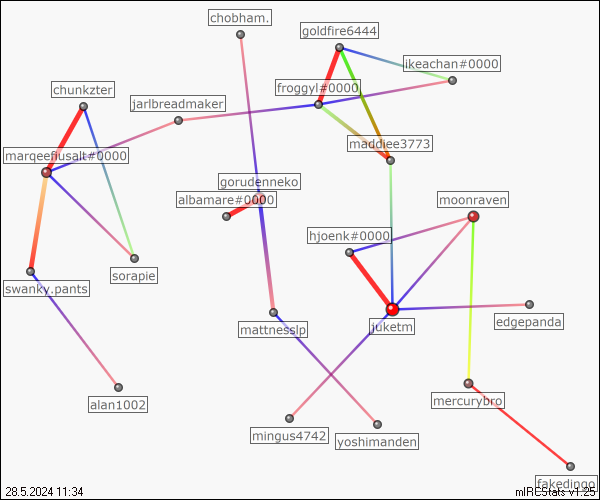 chobham.
goldfire6444
ikeachan#0000
chunkzter
froggyl#0000
jarlbreadmaker
maddiee3773
marqeeflusalt#0000
gorudenneko
albamare#0000
moonraven
hjoenk#0000
sorapie
swanky.pants
edgepanda
juketm
mattnesslp
alan1002
mercurybro
mingus4742
yoshimanden
fakedingo
28.5.2024 11:34
mIRCStats v1.25